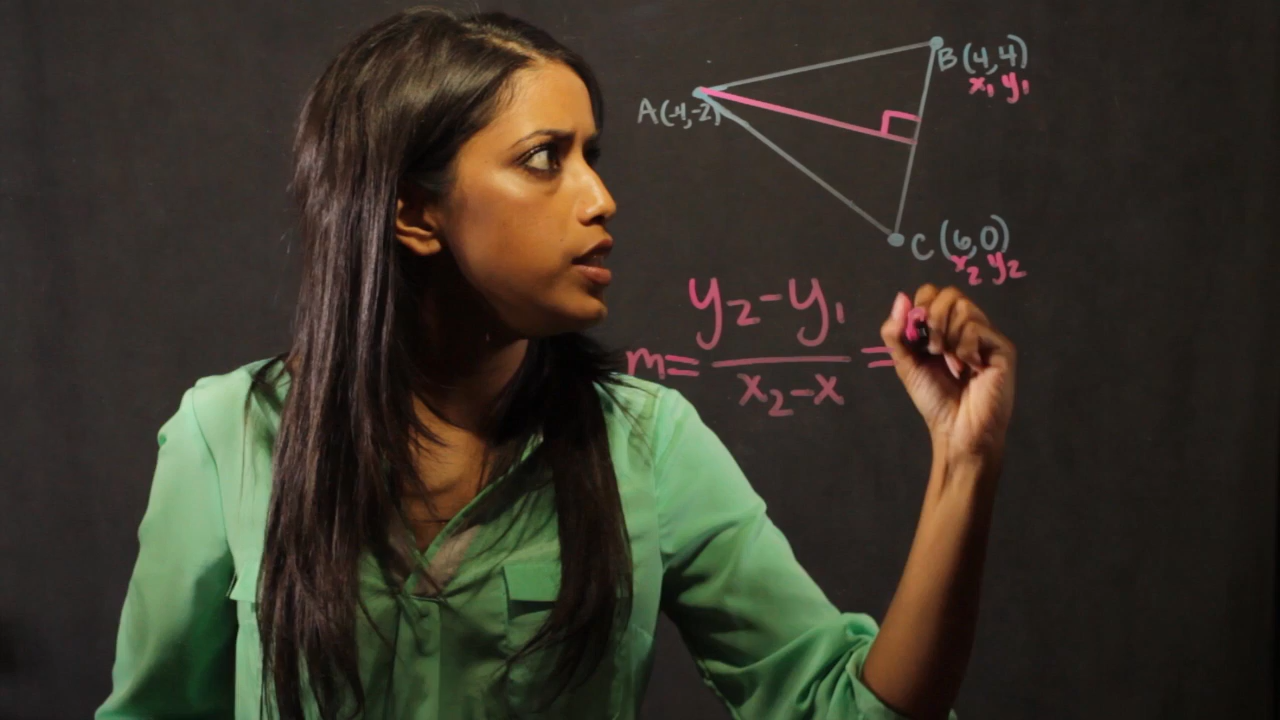 B(4,4)
x₁ y₁
A(-4,-2)
C(6,0)
x₂ y₂
m = y₂-y₁ / x₂-x =